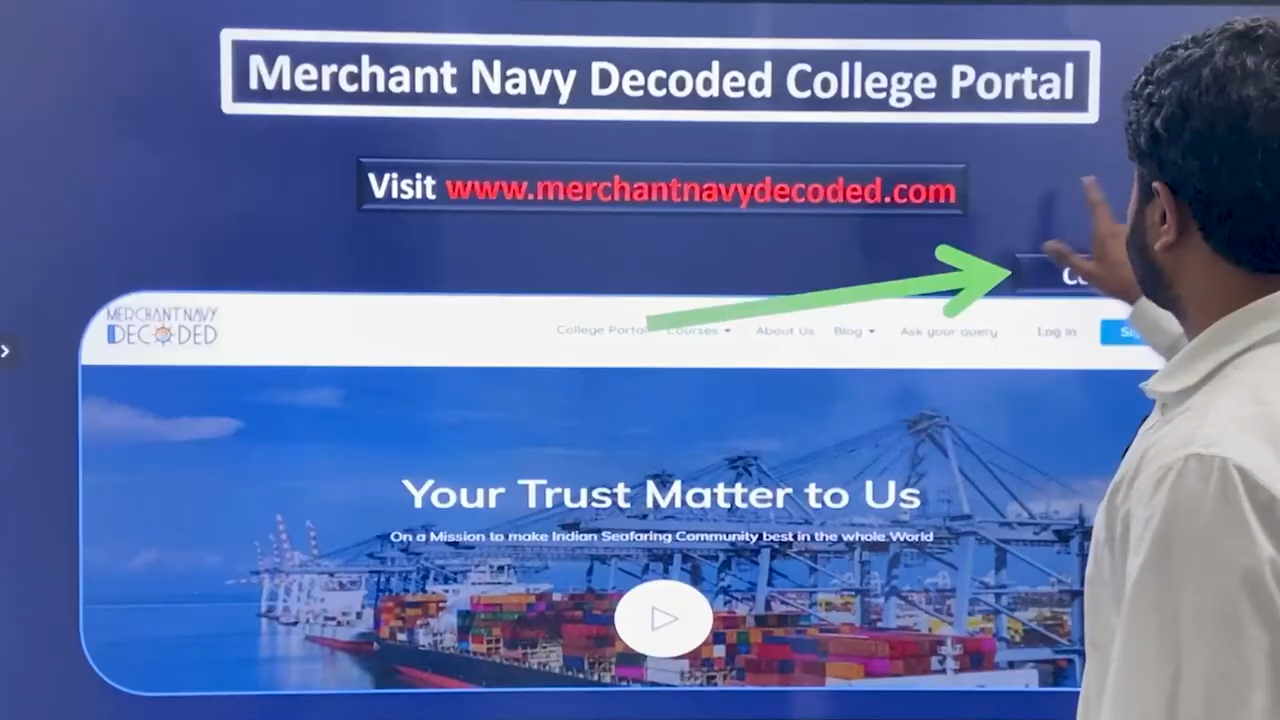 Merchant Navy Decoded College Portal
Visit www.merchantnavydecoded.com
MERCHANT NAVY
DECODED
College Portal Courses About Us Blog Ask your query Log in
Your Trust Matter to Us
On a Mission to make Indian Seafaring Community best in the whole World